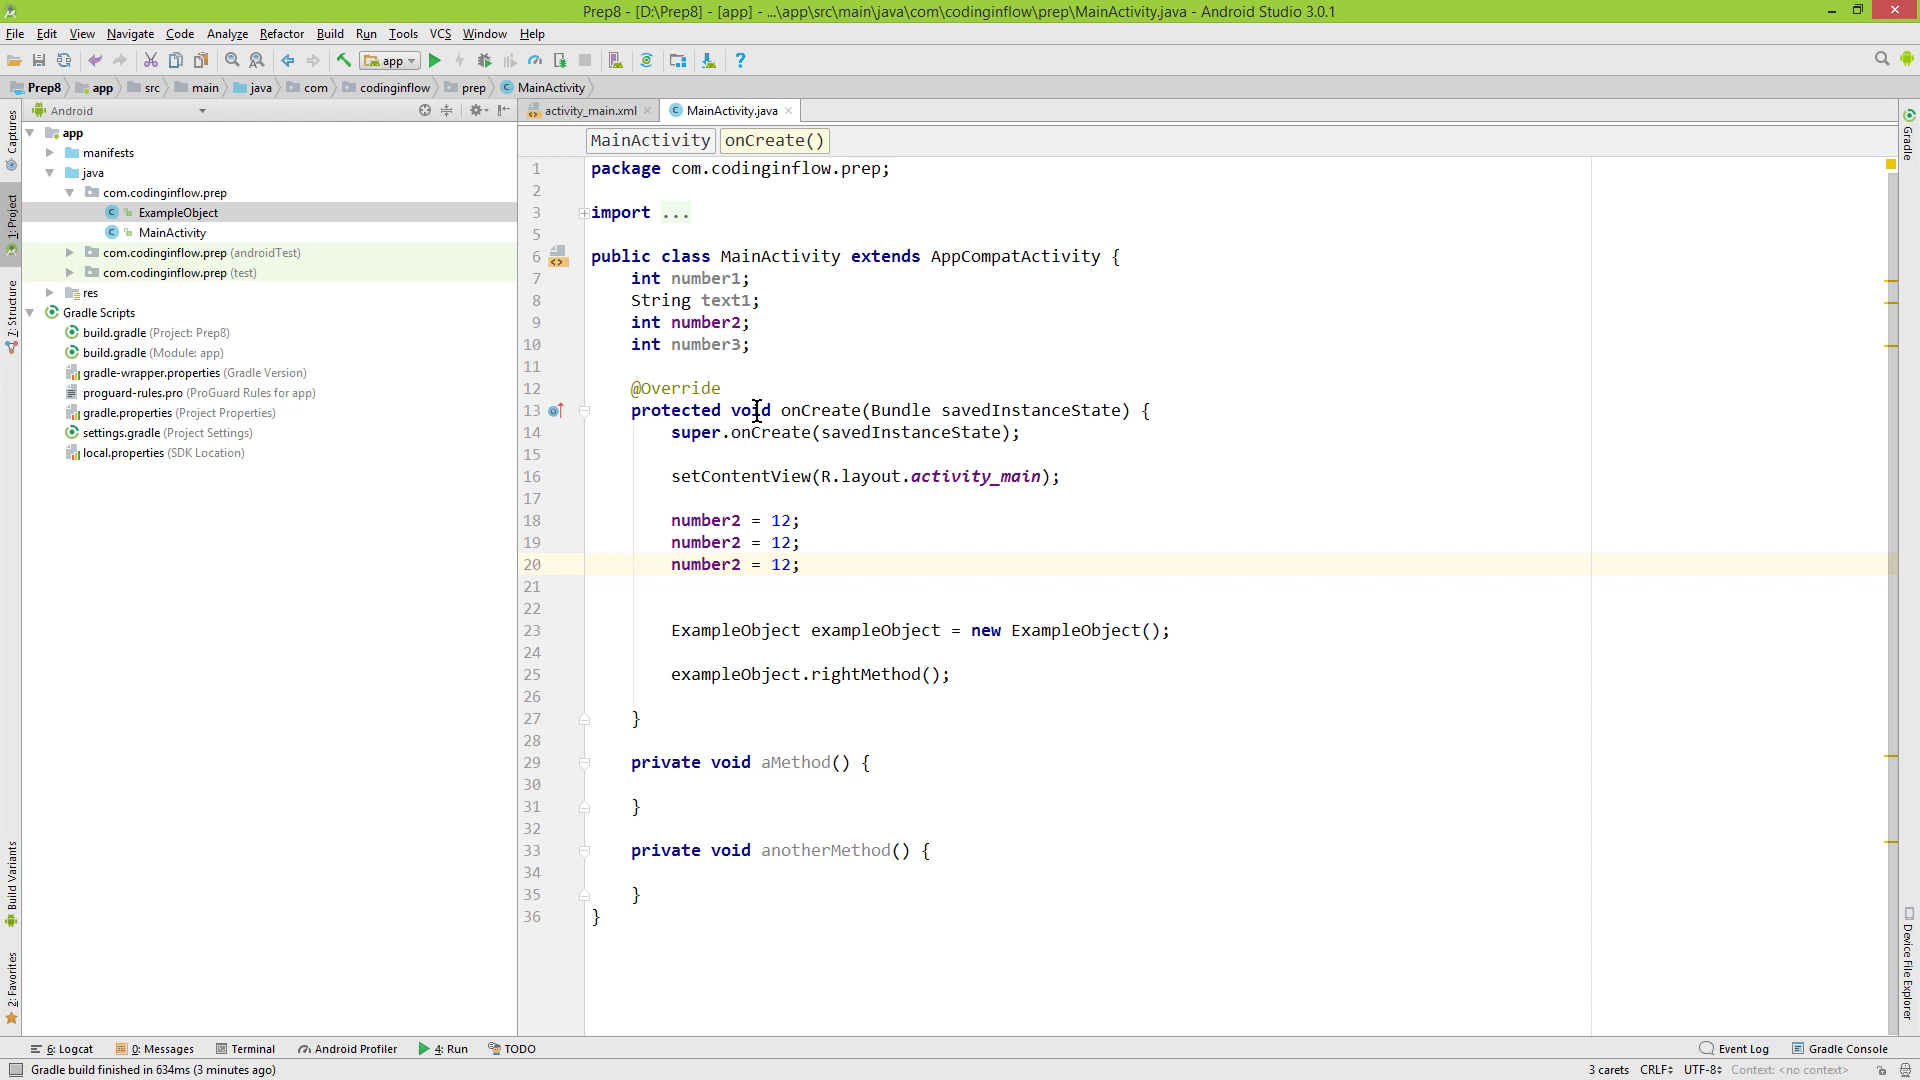 Prep8 - [D:\Prep8] - [app] - ...\app\src\main\java\com\codinginflow\prep\MainActivity.java - Android Studio 3.0.1
File Edit View Navigate Code Analyze Refactor Build Run Tools VCS Window Help
app
Prep8 app src main java com codinginflow prep MainActivity
Android
activity_main.xml MainActivity.java
MainActivity onCreate()
Captures
1: Project
7: Structure
Build Variants
2: Favorites
app
manifests
java
com.codinginflow.prep
ExampleObject
MainActivity
com.codinginflow.prep (androidTest)
com.codinginflow.prep (test)
res
Gradle Scripts
build.gradle (Project: Prep8)
build.gradle (Module: app)
gradle-wrapper.properties (Gradle Version)
proguard-rules.pro (ProGuard Rules for app)
gradle.properties (Project Properties)
settings.gradle (Project Settings)
local.properties (SDK Location)
1 package com.codinginflow.prep;
2
3 import ...
5
6 public class MainActivity extends AppCompatActivity {
7 int number1;
8 String text1;
9 int number2;
10 int number3;
11
12 @Override
13 protected void onCreate(Bundle savedInstanceState) {
14 super.onCreate(savedInstanceState);
15
16 setContentView(R.layout.activity_main);
17
18 number2 = 12;
19 number2 = 12;
20 number2 = 12;
21
22
23 ExampleObject exampleObject = new ExampleObject();
24
25 exampleObject.rightMethod();
26
27 }
28
29 private void aMethod() {
30
31 }
32
33 private void anotherMethod() {
34
35 }
36 }
Gradle
Device File Explorer
6: Logcat 0: Messages Terminal Android Profiler 4: Run TODO Event Log Gradle Console
Gradle build finished in 634ms (3 minutes ago) 3 carets CRLF UTF-8 Context: <no context>